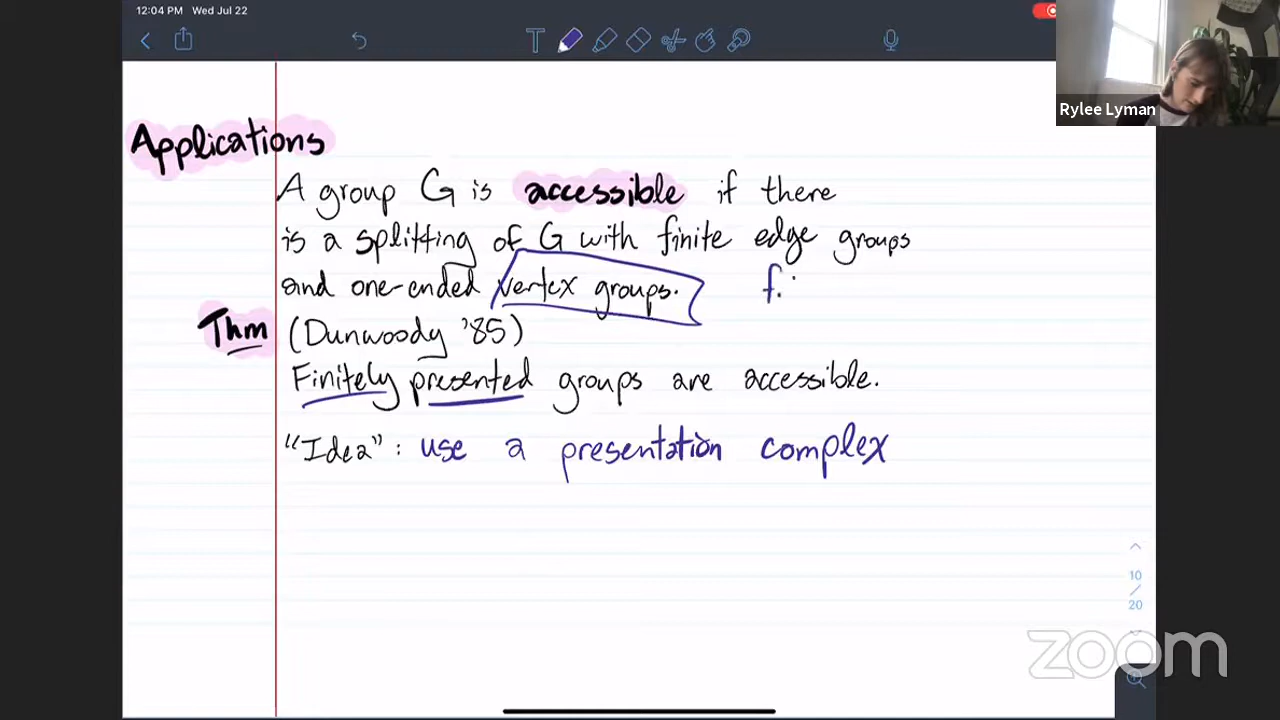 12:04 PM Wed Jul 22
Rylee Lyman
Applications
A group G is accessible if there
is a splitting of G with finite edge groups
and one-ended vertex groups. f.
Thm (Dunwoody '85)
Finitely presented groups are accessible.
"Idea": use a presentation complex
10
/
20
zoom